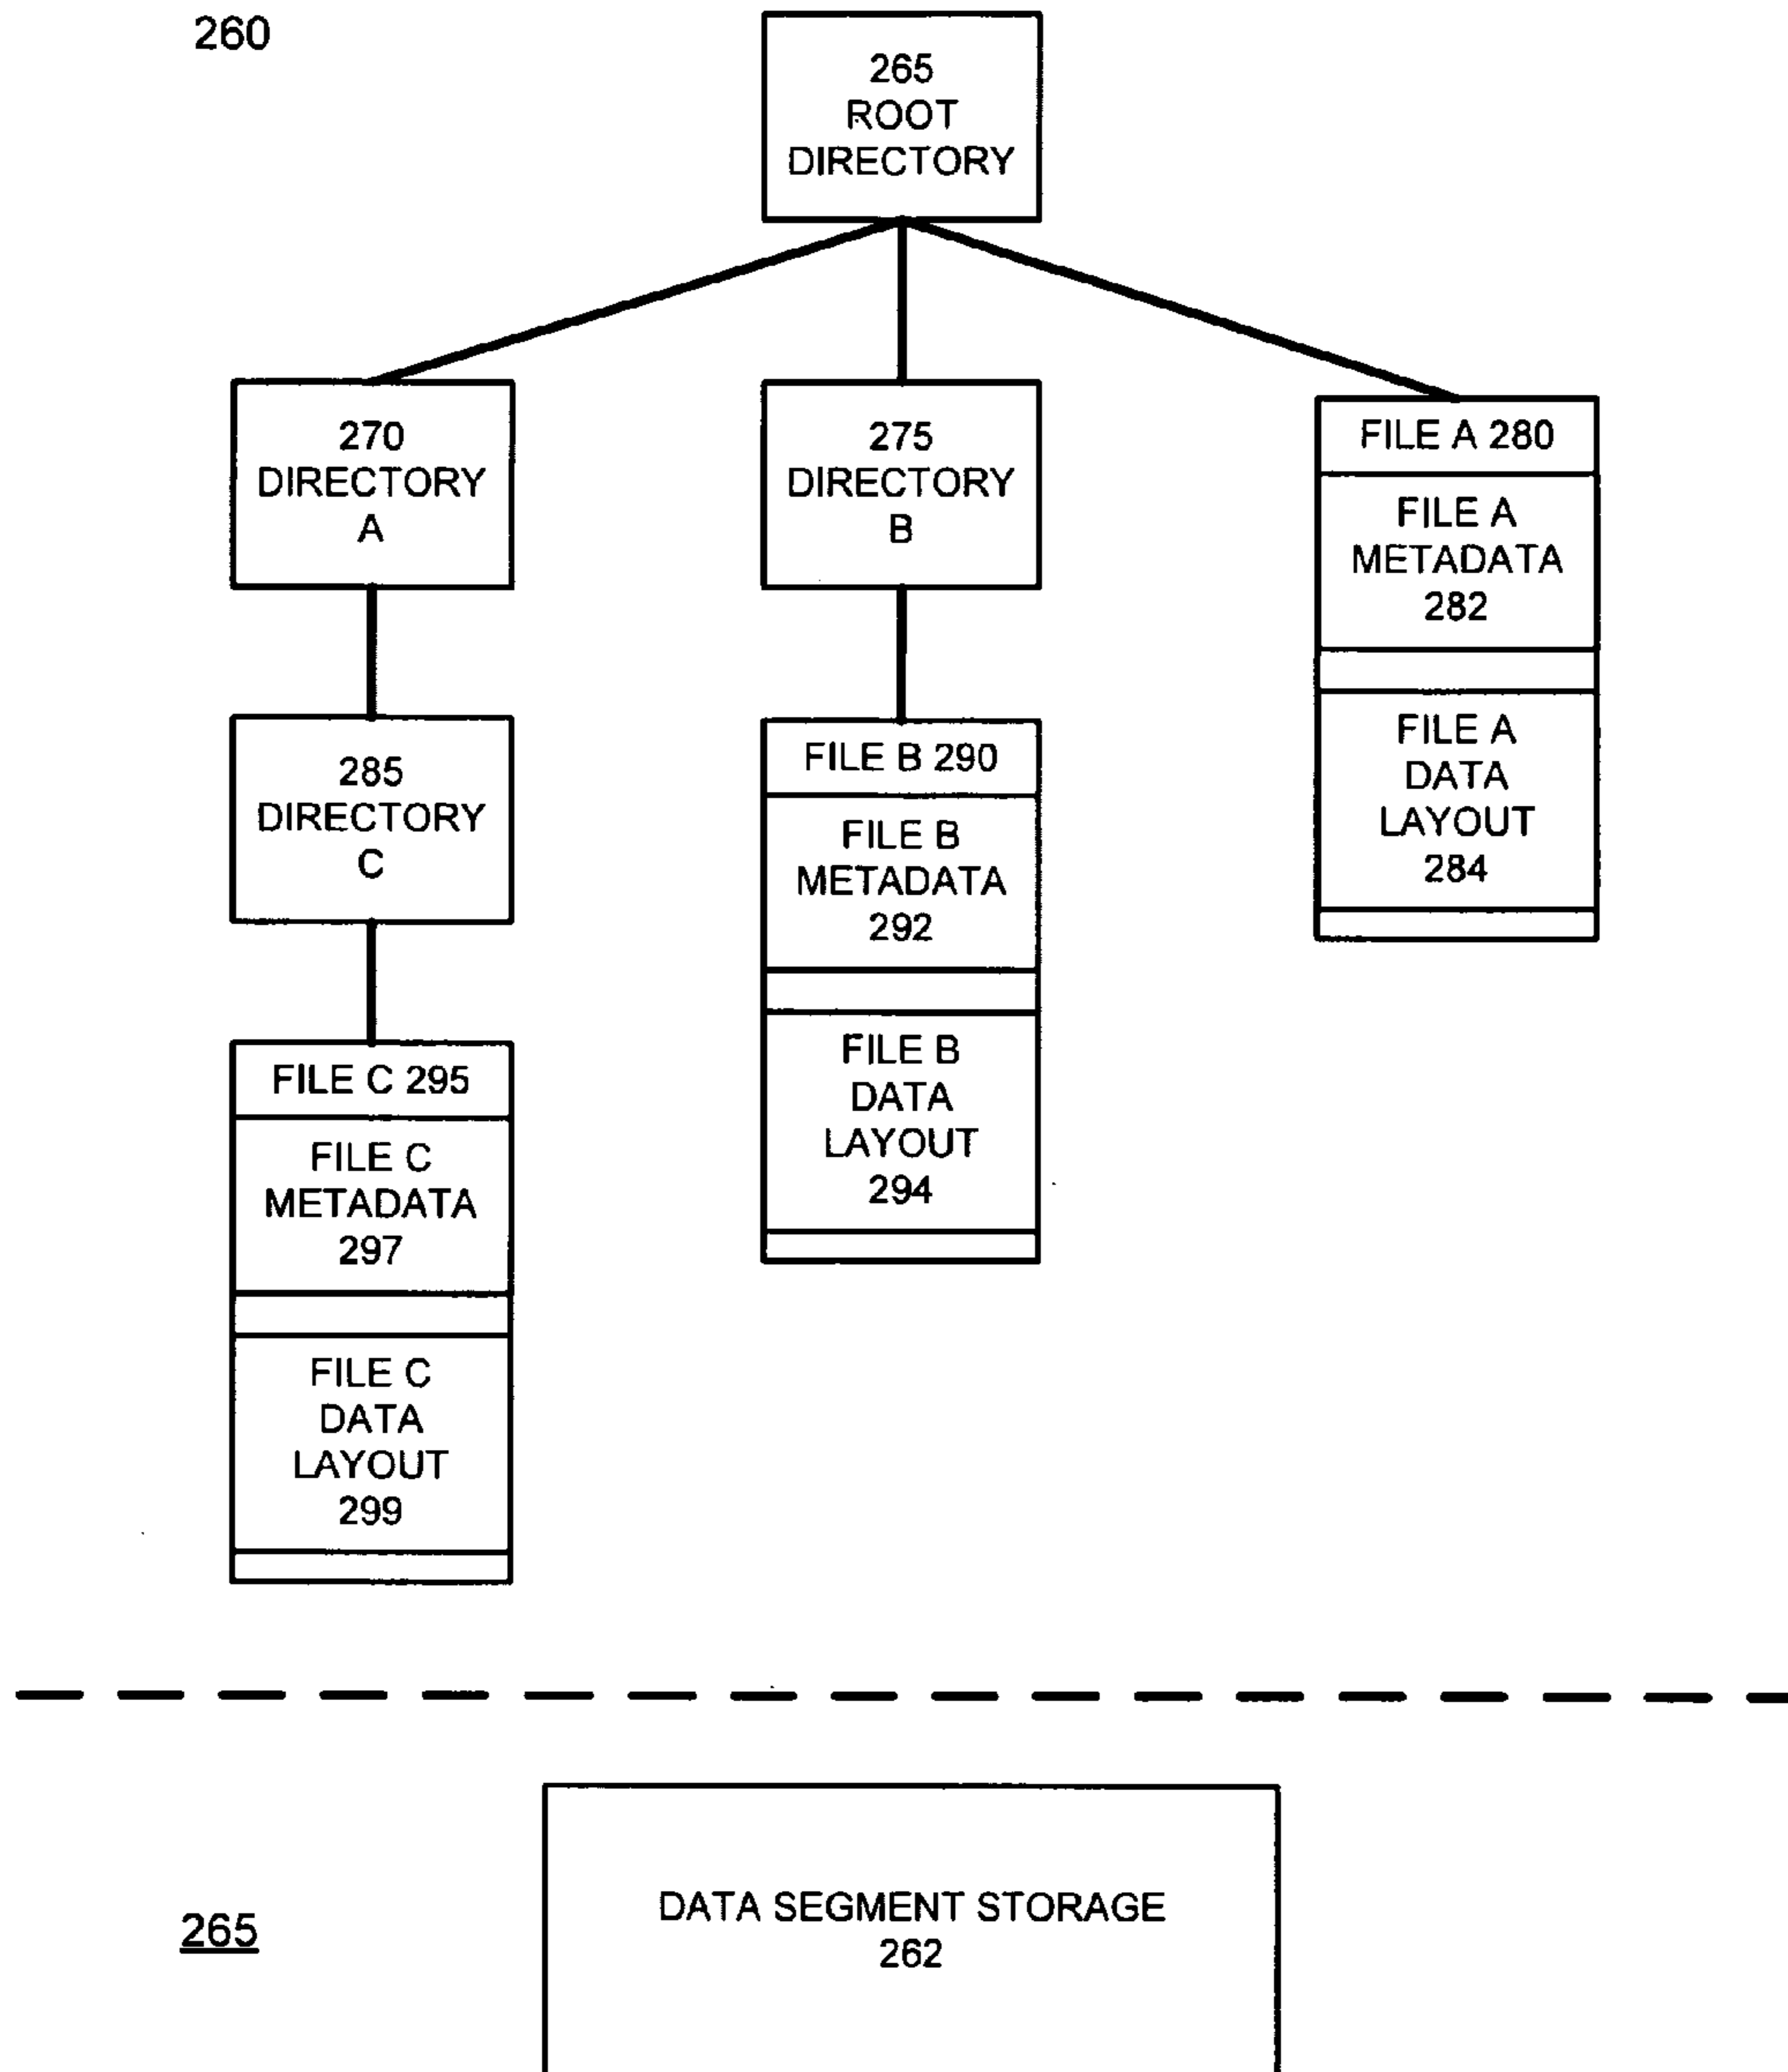 260
265
ROOT
DIRECTORY
270
DIRECTORY
A
275
DIRECTORY
B
FILE A 280
FILE A
METADATA
282
FILE A
DATA
LAYOUT
284
285
DIRECTORY
C
FILE B 290
FILE B
METADATA
292
FILE B
DATA
LAYOUT
294
FILE C 295
FILE C
METADATA
297
FILE C
DATA
LAYOUT
299
265
DATA SEGMENT STORAGE
262